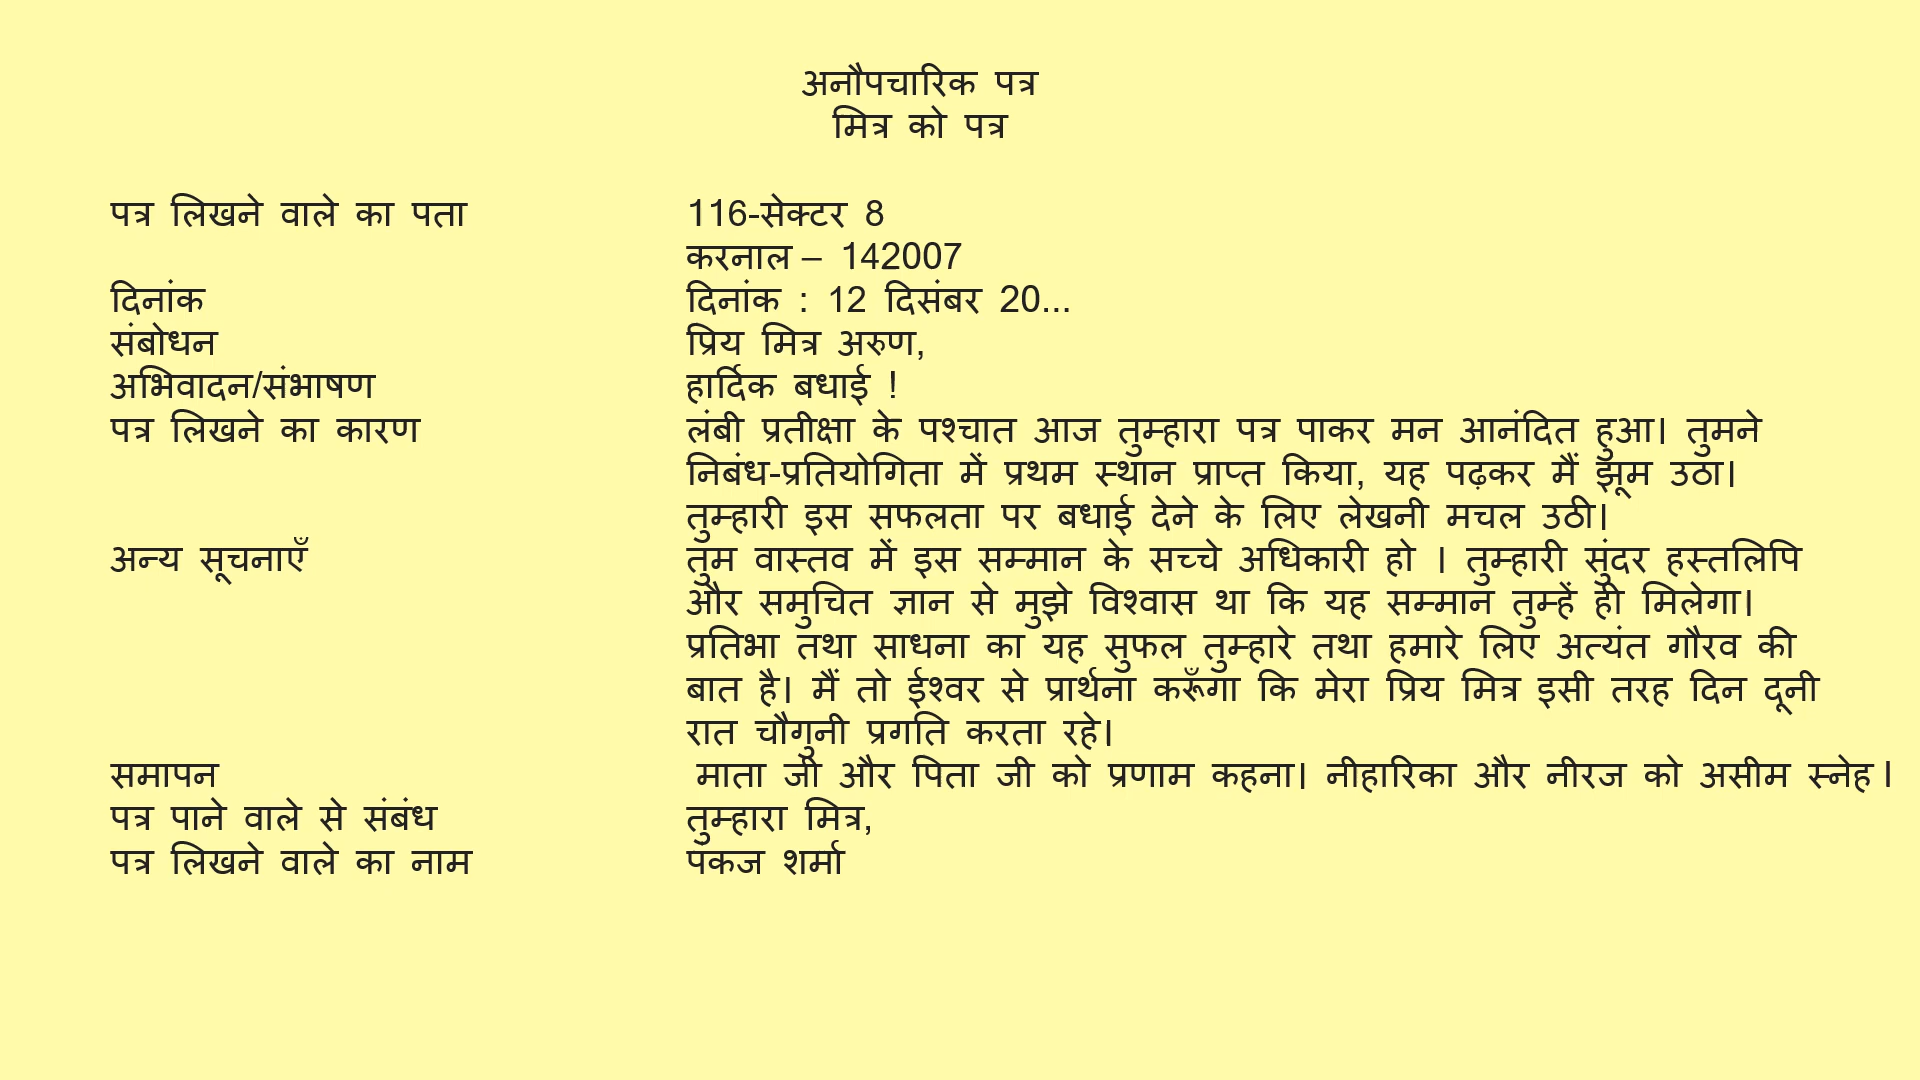 अनौपचारिक पत्र
मित्र को पत्र
पत्र लिखने वाले का पता 116-सेक्टर 8
करनाल – 142007
दिनांक दिनांक : 12 दिसंबर 20...
संबोधन प्रिय मित्र अरुण,
अभिवादन/संभाषण हार्दिक बधाई !
पत्र लिखने का कारण लंबी प्रतीक्षा के पश्चात आज तुम्हारा पत्र पाकर मन आनंदित हुआ। तुमने
निबंध-प्रतियोगिता में प्रथम स्थान प्राप्त किया, यह पढ़कर मैं झूम उठा।
तुम्हारी इस सफलता पर बधाई देने के लिए लेखनी मचल उठी।
अन्य सूचनाएँ तुम वास्तव में इस सम्मान के सच्चे अधिकारी हो । तुम्हारी सुंदर हस्तलिपि
और समुचित ज्ञान से मुझे विश्वास था कि यह सम्मान तुम्हें ही मिलेगा।
प्रतिभा तथा साधना का यह सुफल तुम्हारे तथा हमारे लिए अत्यंत गौरव की
बात है। मैं तो ईश्वर से प्रार्थना करूँगा कि मेरा प्रिय मित्र इसी तरह दिन दूनी
रात चौगुनी प्रगति करता रहे।
समापन माता जी और पिता जी को प्रणाम कहना। नीहारिका और नीरज को असीम स्नेह।
पत्र पाने वाले से संबंध तुम्हारा मित्र,
पत्र लिखने वाले का नाम पंकज शर्मा